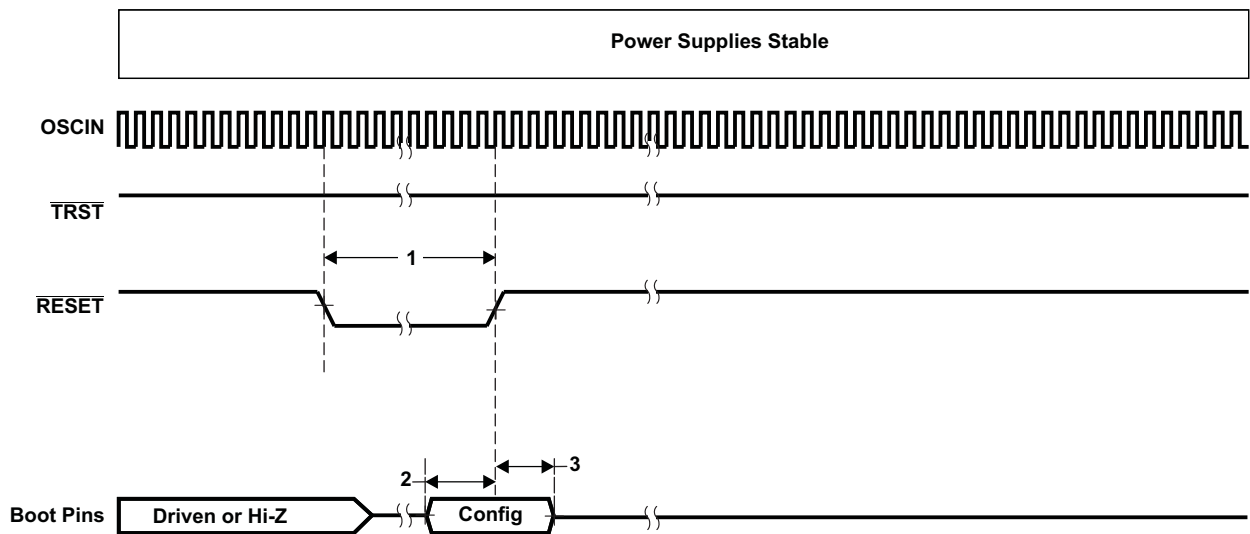 Power Supplies Stable
OSCIN
TRST
1
RESET
2
3
Boot Pins
Driven or Hi-Z
Config